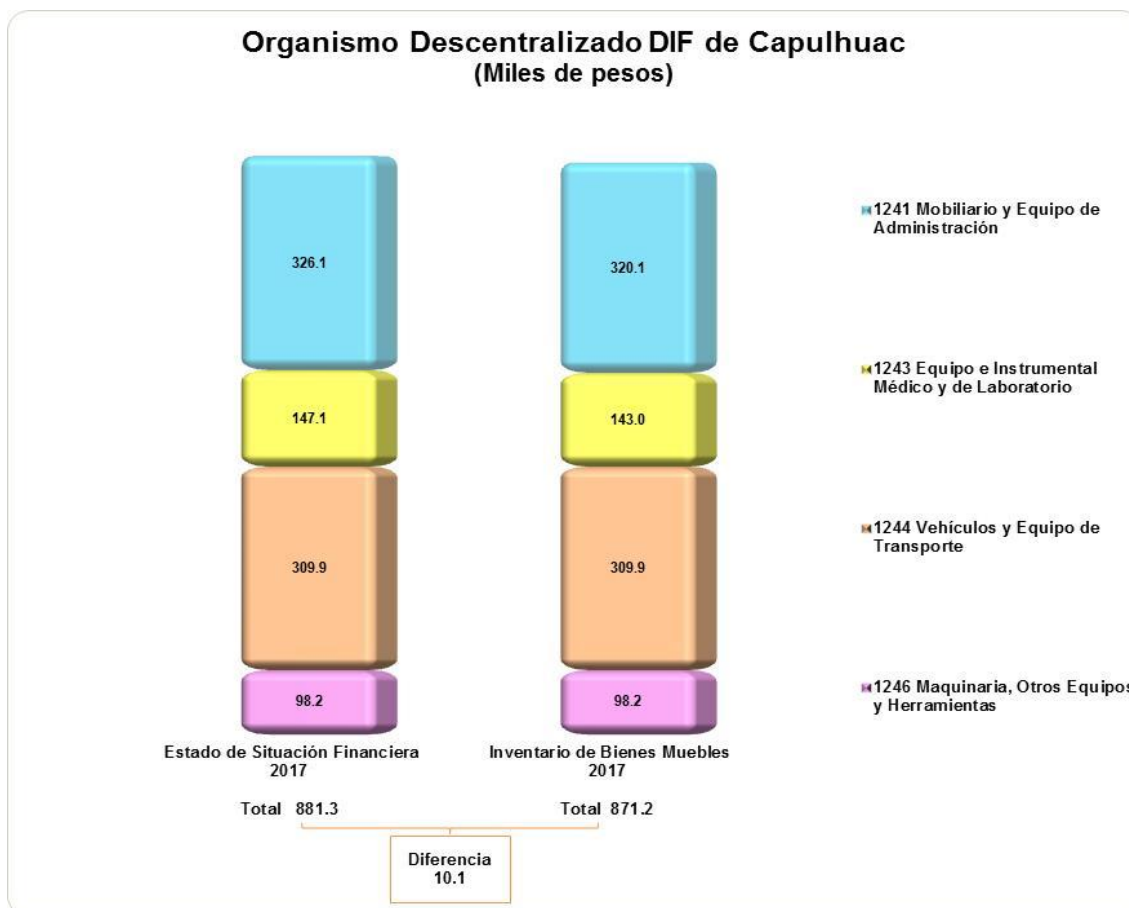 Organismo Descentralizado DIF de Capulhuac
(Miles de pesos)
326.1
320.1
1241 Mobiliario y Equipo de
Administración
147.1
143.0
1243 Equipo e Instrumental
Médico y de Laboratorio
309.9
309.9
1244 Vehículos y Equipo de
Transporte
98.2
98.2
1246 Maquinaria, Otros Equipos
y Herramientas
Estado de Situación Financiera
2017
Inventario de Bienes Muebles
2017
Total 881.3
Total 871.2
Diferencia
10.1